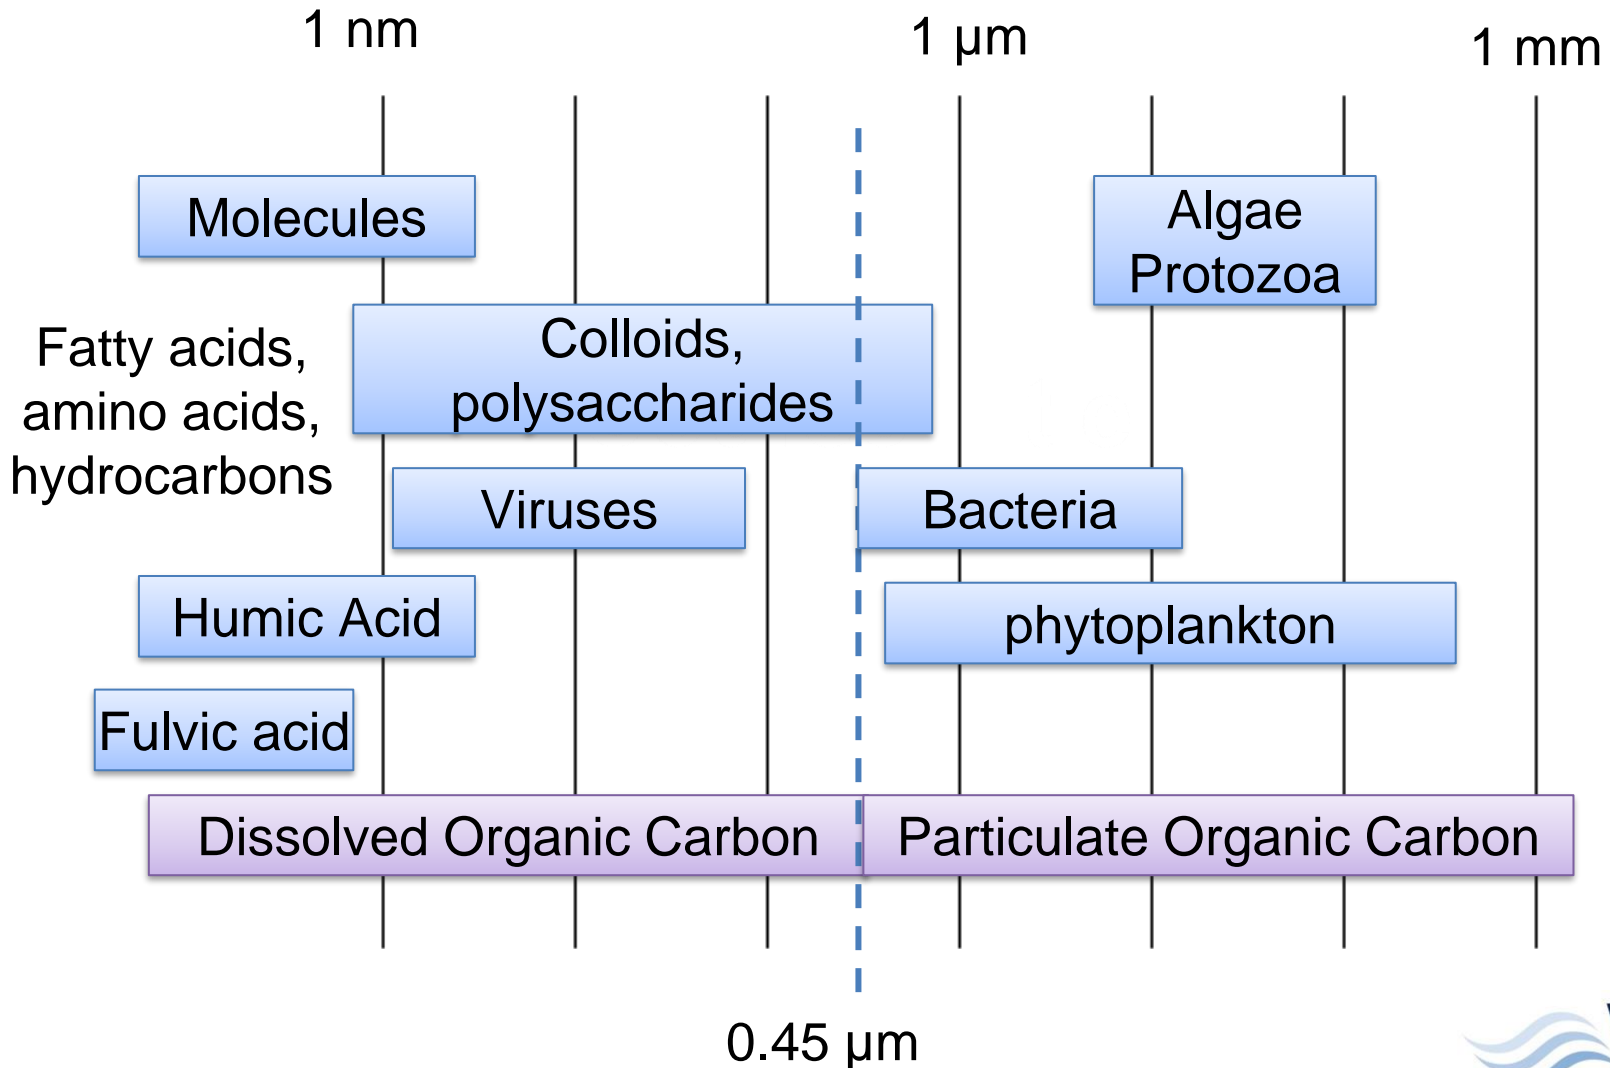 1 nm
1 µm
1 mm
Molecules
Algae
Protozoa
Colloids,
polysaccharides
Fatty acids,
amino acids,
hydrocarbons
Viruses
Bacteria
Humic Acid
phytoplankton
Fulvic acid
Dissolved Organic Carbon
Particulate Organic Carbon
0.45 µm